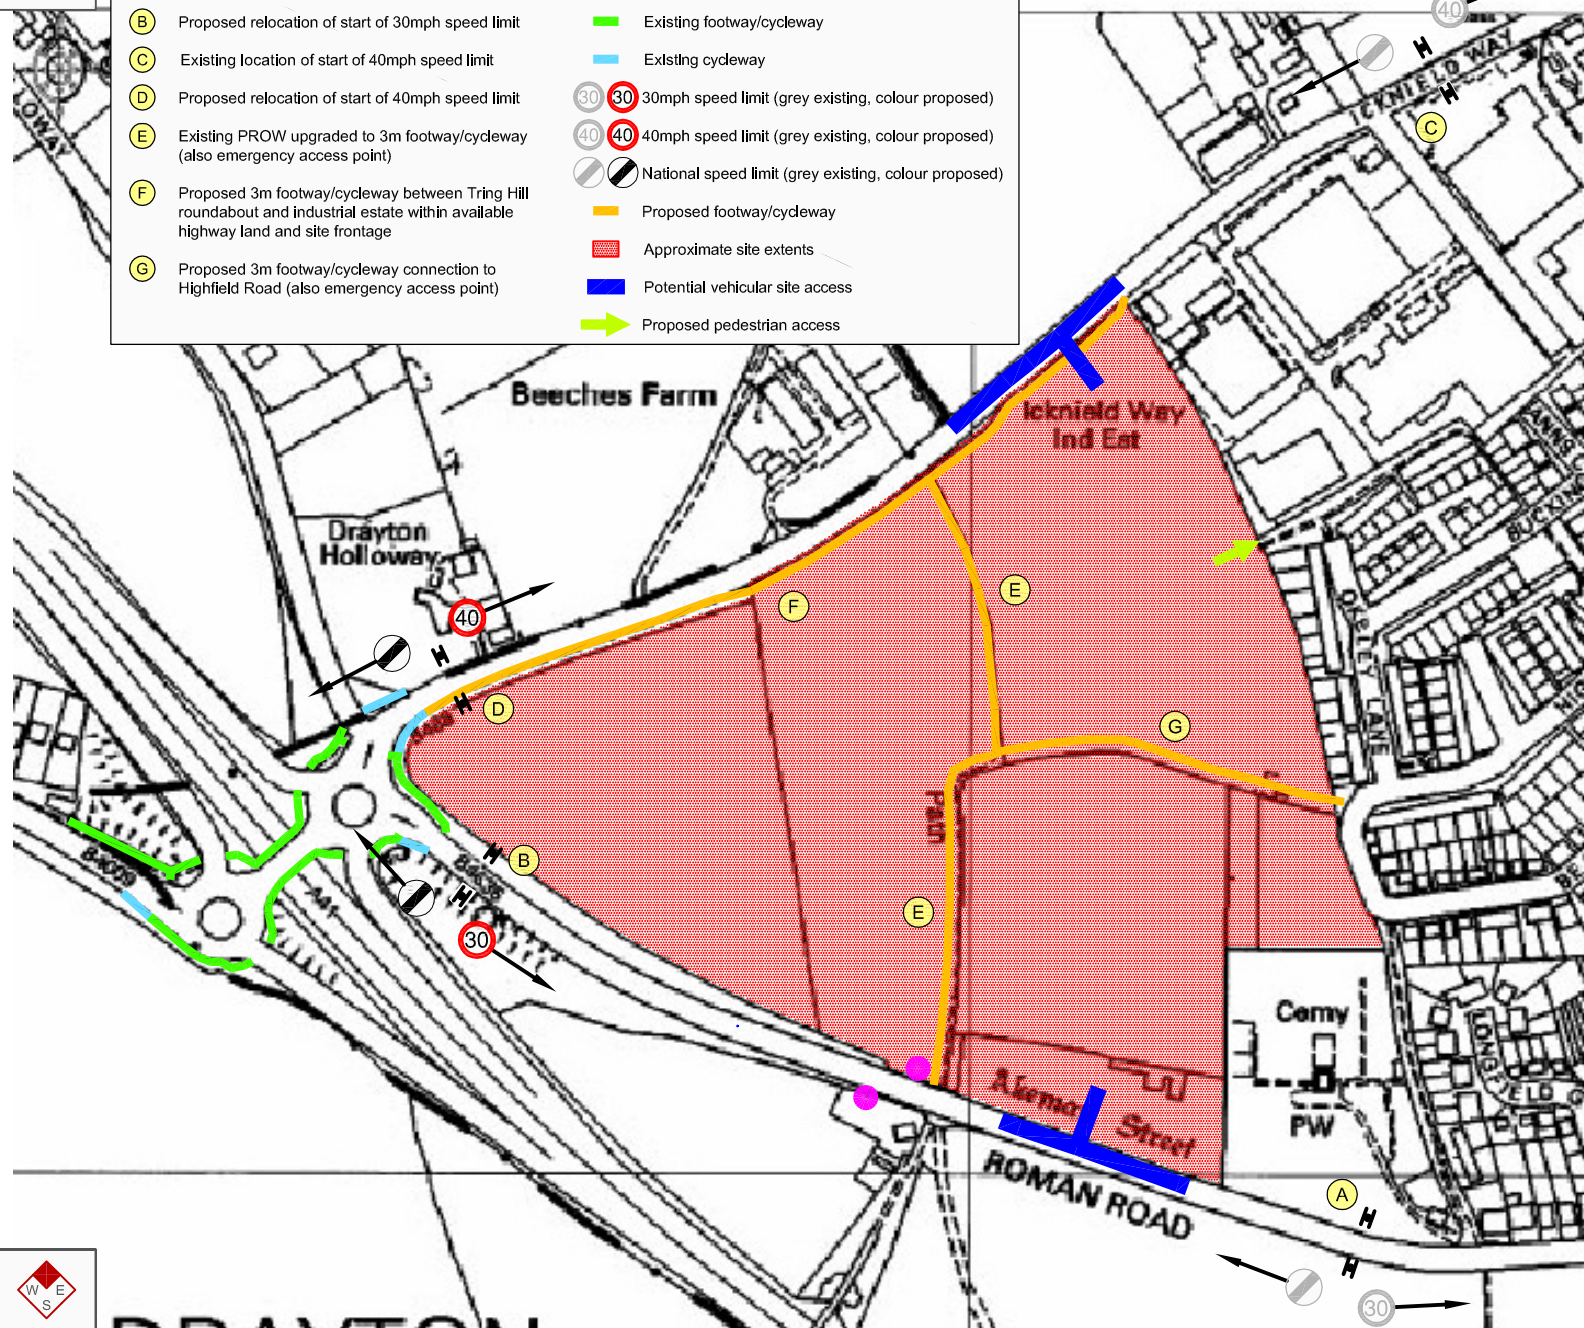 B Proposed relocation of start of 30mph speed limit
C Existing location of start of 40mph speed limit
D Proposed relocation of start of 40mph speed limit
E Existing PROW upgraded to 3m footway/cycleway
(also emergency access point)
F Proposed 3m footway/cycleway between Tring Hill
roundabout and industrial estate within available
highway land and site frontage
G Proposed 3m footway/cycleway connection to
Highfield Road (also emergency access point)
Existing footway/cycleway
Existing cycleway
30 30 30mph speed limit (grey existing, colour proposed)
40 40 40mph speed limit (grey existing, colour proposed)
National speed limit (grey existing, colour proposed)
Proposed footway/cycleway
Approximate site extents
Potential vehicular site access
Proposed pedestrian access
40
C
Beeches Farm
Icknield Way
Ind Est
Drayton
Holloway
40
E
F
D
G
Path
B
E
B4009
A41
30
Cemy
PW
Akeman Street
ROMAN ROAD
A
30
W E
S
DRAYTON